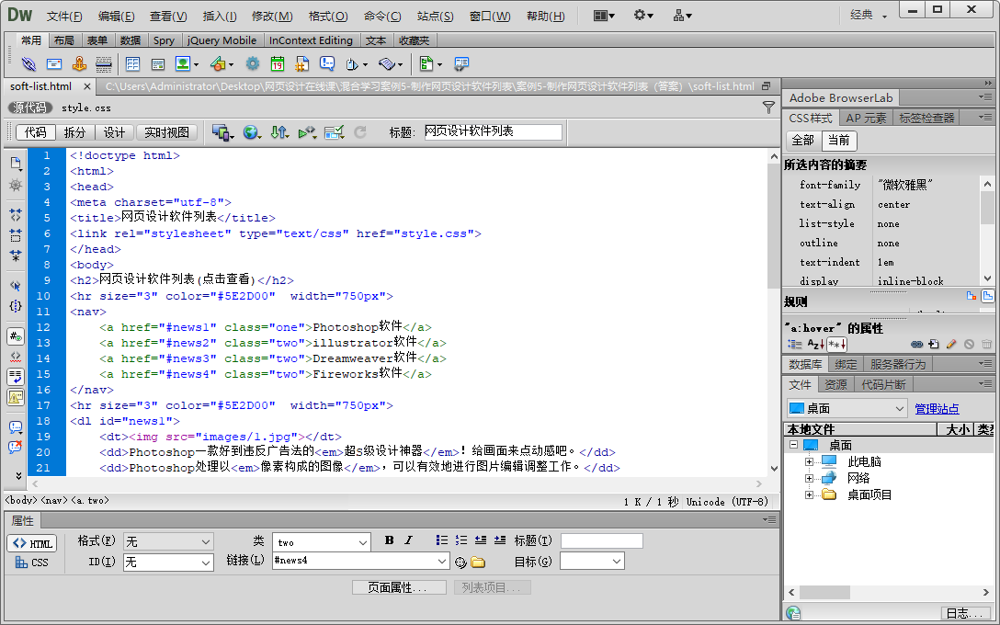 Dw 文件(F) 编辑(E) 查看(V) 插入(I) 修改(M) 格式(O) 命令(C) 站点(S) 窗口(W) 帮助(H) 经典
常用 布局 表单 数据 Spry jQuery Mobile InContext Editing 文本 收藏夹
soft-list.html C:\Users\Administrator\Desktop\网页设计在线课\混合学习案例5-制作网页设计软件列表\案例5-制作网页设计软件列表（答案）\soft-list.html
源代码 style.css
代码 拆分 设计 实时视图 标题: 网页设计软件列表
1 <!doctype html>
2 <html>
3 <head>
4 <meta charset="utf-8">
5 <title>网页设计软件列表</title>
6 <link rel="stylesheet" type="text/css" href="style.css">
7 </head>
8 <body>
9 <h2>网页设计软件列表(点击查看)</h2>
10 <hr size="3" color="#5E2D00"  width="750px">
11 <nav>
12 <a href="#news1" class="one">Photoshop软件</a>
13 <a href="#news2" class="two">illustrator软件</a>
14 <a href="#news3" class="two">Dreamweaver软件</a>
15 <a href="#news4" class="two">Fireworks软件</a>
16 </nav>
17 <hr size="3" color="#5E2D00"  width="750px">
18 <dl id="news1">
19 <dt><img src="images/1.jpg"></dt>
20 <dd>Photoshop一款好到违反广告法的<em>超S级设计神器</em>！给画面来点动感吧。</dd>
21 <dd>Photoshop处理以<em>像素构成的图像</em>，可以有效地进行图片编辑调整工作。</dd>
<body> <nav> <a.two> 1 K / 1 秒 Unicode (UTF-8)
属性
HTML 格式(F) 无 类 two B I 标题(T)
CSS ID(I) 无 链接(L) #news4 目标(G)
页面属性... 列表项目...
Adobe BrowserLab
CSS样式 AP 元素 标签检查器
全部 当前
所选内容的摘要
font-family "微软雅黑"
text-align center
list-style none
outline none
text-indent 1em
display inline-block
规则
"a:hover" 的属性
数据库 绑定 服务器行为
文件 资源 代码片断
桌面 管理站点
本地文件 大小 类型
桌面
此电脑
网络
桌面项目
日志...